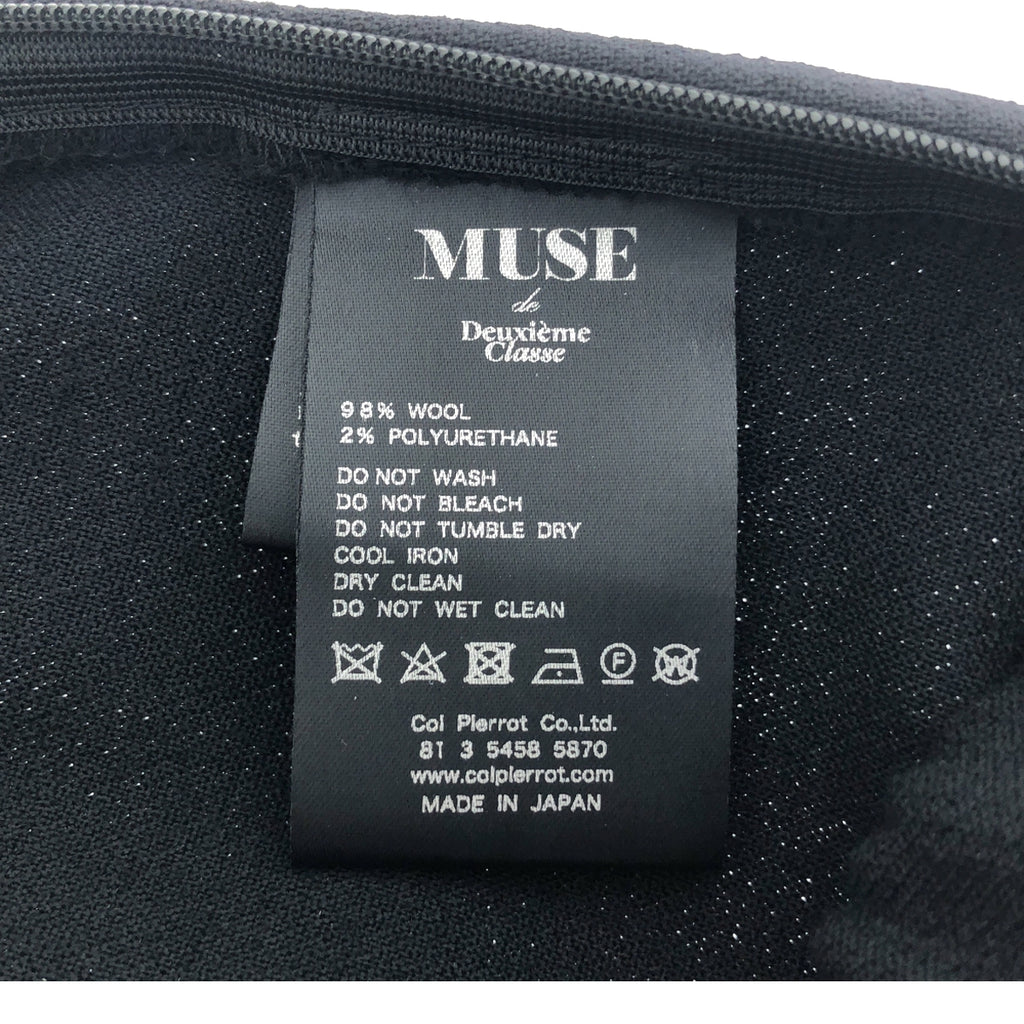 MUSE
de
Deuxième
Classe
98% WOOL
2% POLYURETHANE
DO NOT WASH
DO NOT BLEACH
DO NOT TUMBLE DRY
COOL IRON
DRY CLEAN
DO NOT WET CLEAN
F W
Col Pierrot Co.,Ltd.
81 3 5458 5870
www.colpierrot.com
MADE IN JAPAN